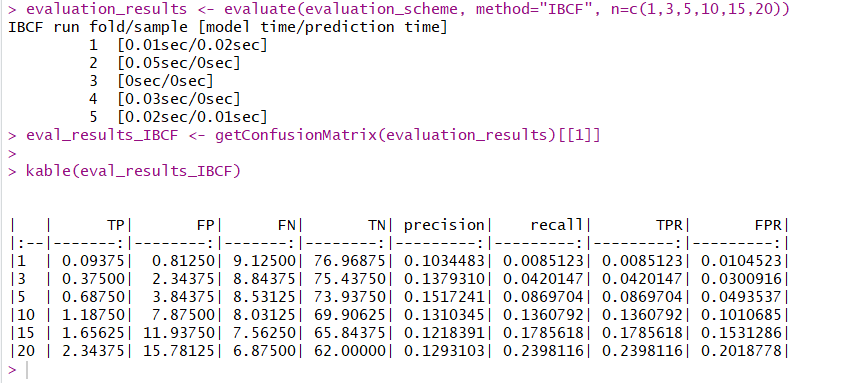 > evaluation_results <- evaluate(evaluation_scheme, method="IBCF", n=c(1,3,5,10,15,20))
IBCF run fold/sample [model time/prediction time]
1 [0.01sec/0.02sec]
2 [0.05sec/0sec]
3 [0sec/0sec]
4 [0.03sec/0sec]
5 [0.02sec/0.01sec]
> eval_results_IBCF <- getConfusionMatrix(evaluation_results)[[1]]
>
> kable(eval_results_IBCF)
|   |      TP|       FP|      FN|       TN| precision|    recall|       TPR|       FPR|
|:--|-------:|--------:|-------:|--------:|---------:|---------:|---------:|---------:|
|1  | 0.09375|  0.81250| 9.12500| 76.96875| 0.1034483| 0.0085123| 0.0085123| 0.0104523|
|3  | 0.37500|  2.34375| 8.84375| 75.43750| 0.1379310| 0.0420147| 0.0420147| 0.0300916|
|5  | 0.68750|  3.84375| 8.53125| 73.93750| 0.1517241| 0.0869704| 0.0869704| 0.0493537|
|10 | 1.18750|  7.87500| 8.03125| 69.90625| 0.1310345| 0.1360792| 0.1360792| 0.1010685|
|15 | 1.65625| 11.93750| 7.56250| 65.84375| 0.1218391| 0.1785618| 0.1785618| 0.1531286|
|20 | 2.34375| 15.78125| 6.87500| 62.00000| 0.1293103| 0.2398116| 0.2398116| 0.2018778|
>